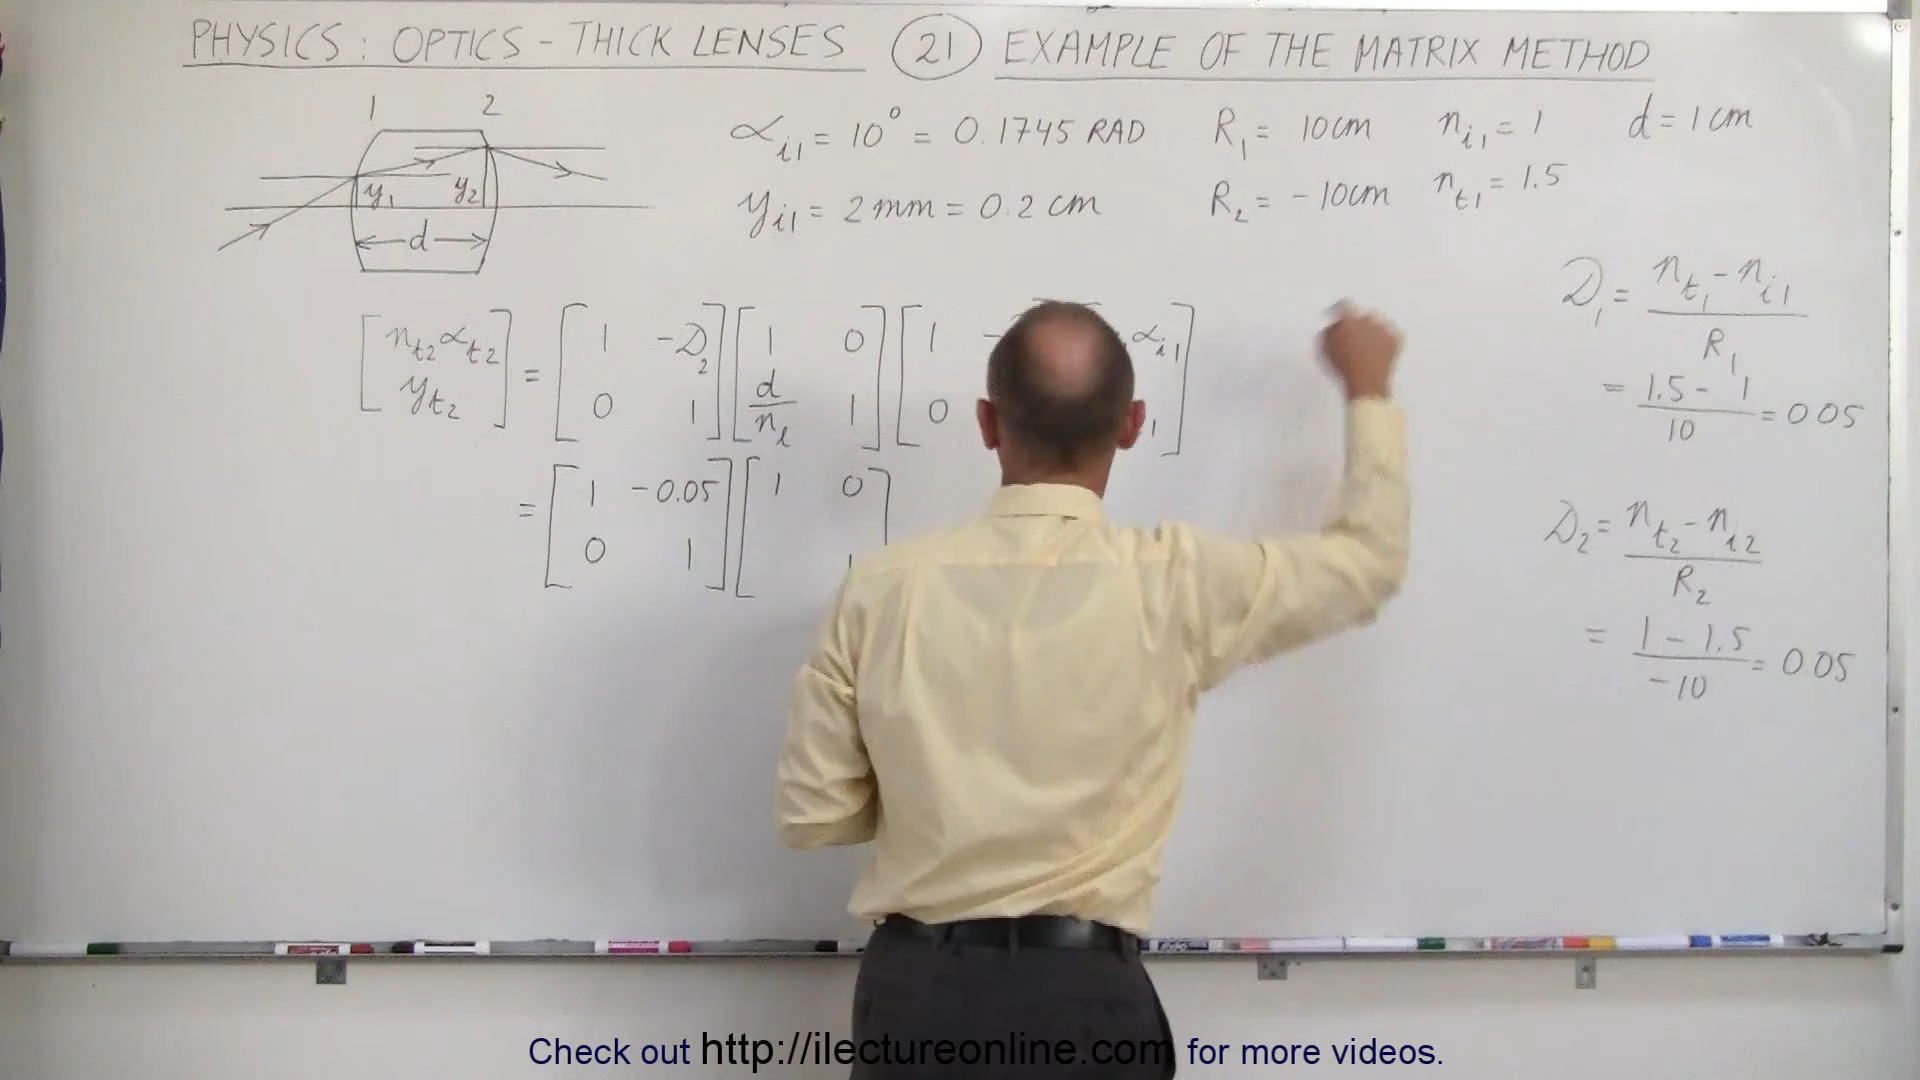 PHYSICS: OPTICS - THICK LENSES (21) EXAMPLE OF THE MATRIX METHOD
1 2
y₁ y₂
d
αᵢ₁ = 10° = 0.1745 RAD R₁ = 10cm nᵢ₁ = 1 d = 1cm
yᵢ₁ = 2mm = 0.2 cm R₂ = -10cm nₜ₁ = 1.5
[nₜ₂αₜ₂ yₜ₂] = [1 -D₂ 0 1] [1 0 d/nₗ 1] [1 - 0 αᵢ₁ 1]
= [1 -0.05 0 1] [1 0 1
D₁ = nₜ₁ - nᵢ₁ / R₁
= 1.5 - 1 / 10 = 0.05
D₂ = nₜ₂ - nᵢ₂ / R₂
= 1 - 1.5 / -10 = 0.05
Check out http://ilectureonline.com for more videos.